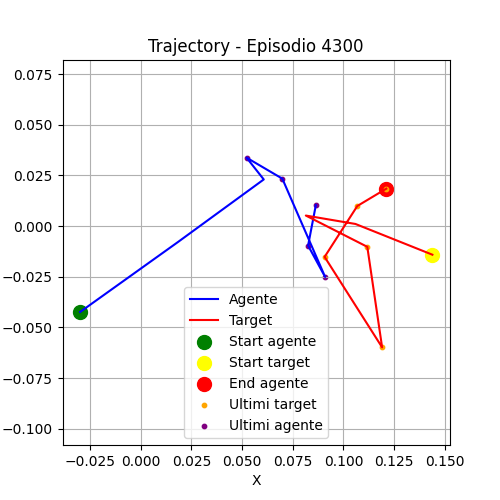 Trajectory - Episodio 4300
0.075
0.050
0.025
0.000
−0.025
−0.050
−0.075
−0.100
Agente
Target
Start agente
Start target
End agente
Ultimi target
Ultimi agente
−0.025 0.000 0.025 0.050 0.075 0.100 0.125 0.150
X